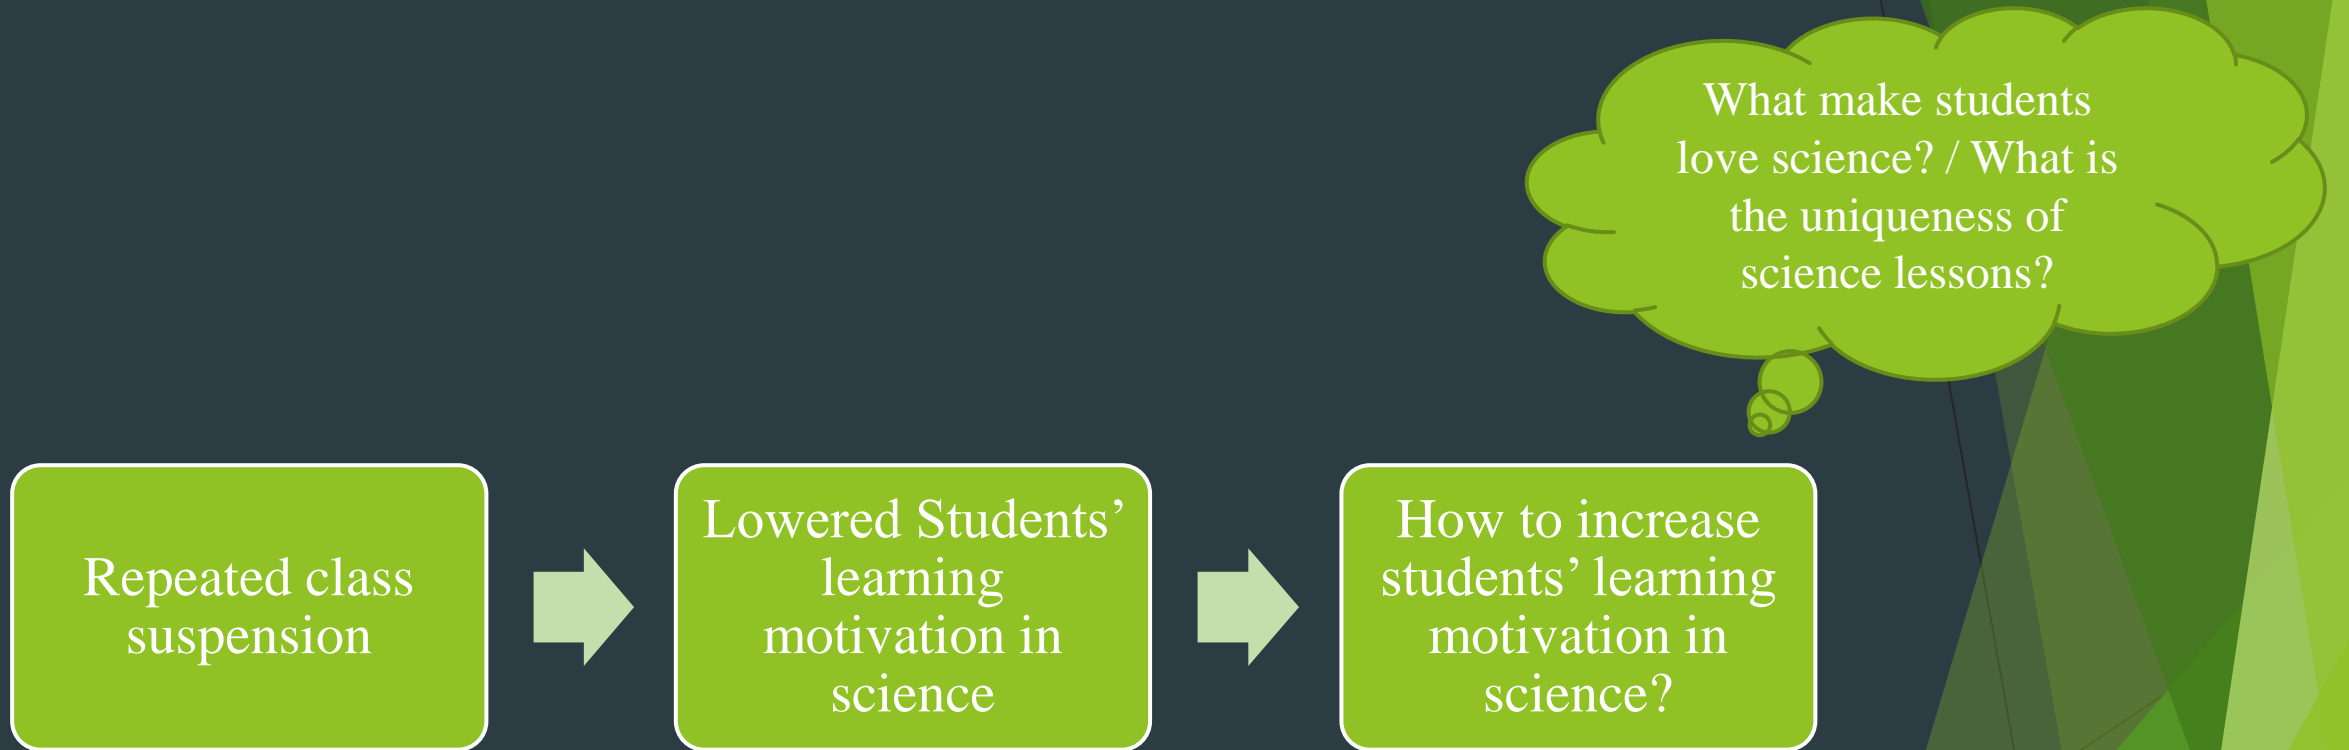 What make students
love science? / What is
the uniqueness of
science lessons?
Repeated class
suspension
Lowered Students’
learning
motivation in
science
How to increase
students’ learning
motivation in
science?